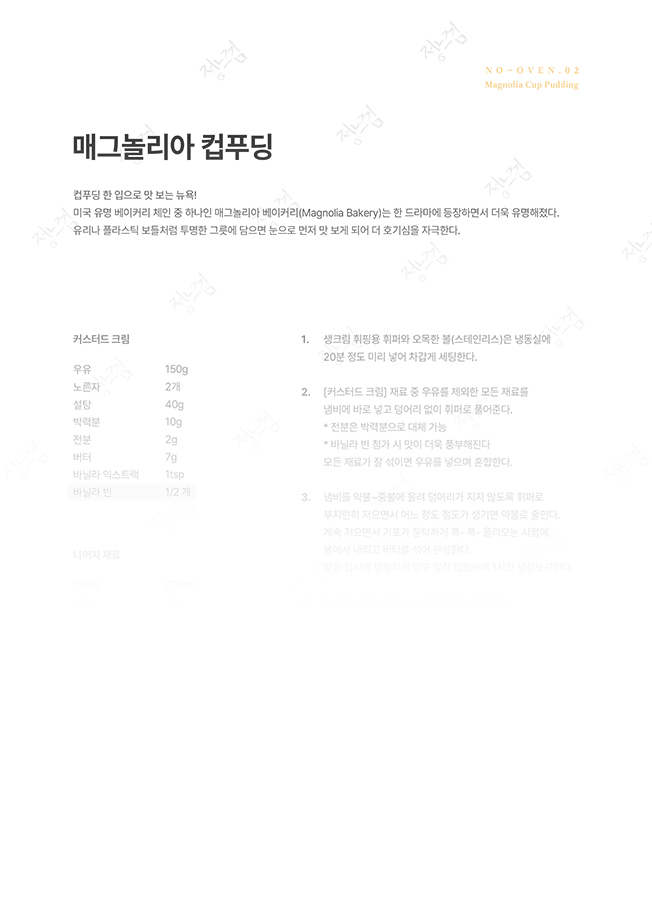 NO-OVEN.02
Magnolia Cup Pudding
매그놀리아 컵푸딩
컵푸딩 한 입으로 맛 보는 뉴욕!
미국 유명 베이커리 체인 중 하나인 매그놀리아 베이커리(Magnolia Bakery)는 한 드라마에 등장하면서 더욱 유명해졌다.
유리나 플라스틱 보틀처럼 투명한 그릇에 담으면 눈으로 먼저 맛 보게 되어 더 호기심을 자극한다.
커스터드 크림
우유 150g
노른자 2개
설탕 40g
박력분 10g
전분 2g
버터 7g
바닐라 익스트랙 1tsp
바닐라 빈 1/2 개
나머지 재료
1. 생크림 휘핑용 휘퍼와 오목한 볼(스테인리스)은 냉동실에
20분 정도 미리 넣어 차갑게 세팅한다.
2. [커스터드 크림] 재료 중 우유를 제외한 모든 재료를
냄비에 바로 넣고 덩어리 없이 휘퍼로 풀어준다.
* 전분은 박력분으로 대체 가능
* 바닐라 빈 첨가 시 맛이 더욱 풍부해진다
모든 재료가 잘 섞이면 우유를 넣으며 혼합한다.
3. 냄비를 약불~중불에 올려 덩어리가 지지 않도록 휘퍼로
부지런히 저으면서 어느 정도 점도가 생기면 약불로 줄인다.
계속 저으면서 기포가 둔탁하게 폭- 폭- 올라오는 시점에
불에서 내리고 버터를 섞어 완성한다.